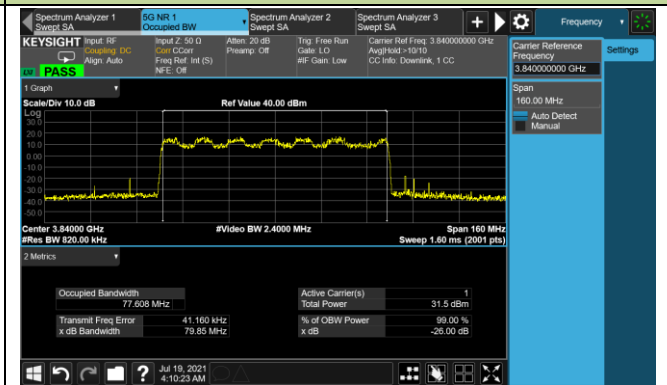 Spectrum Analyzer 1
Swept SA
5G NR 1
Occupied BW
Spectrum Analyzer 2
Swept SA
Spectrum Analyzer 3
Swept SA
Frequency
KEYSIGHT
Input: RF
Coupling: DC
Align: Auto
Input Z: 50 Ω
Corr CCorr
Freq Ref: Int (S)
NFE: Off
Atten: 20 dB
Preamp: Off
Trig: Free Run
Gate: LO
#IF Gain: Low
Carrier Ref Freq: 3.840000000 GHz
Avg|Hold:>10/10
CC Info: Downlink, 1 CC
PASS
Carrier Reference
Frequency
3.840000000 GHz
Settings
Span
160.00 MHz
Auto Detect
Manual
1 Graph
Scale/Div 10.0 dB
Ref Value 40.00 dBm
Log
30.0
20.0
10.0
0.00
-10.0
-20.0
-30.0
-40.0
-50.0
Center 3.84000 GHz
#Video BW 2.4000 MHz
Span 160 MHz
#Res BW 820.00 kHz
Sweep 1.60 ms (2001 pts)
2 Metrics
Occupied Bandwidth
77.608 MHz
Active Carrier(s) 1
Total Power 31.5 dBm
Transmit Freq Error 41.160 kHz
% of OBW Power 99.00 %
x dB Bandwidth 79.85 MHz
x dB -26.00 dB
?
Jul 19, 2021
4:10:23 AM